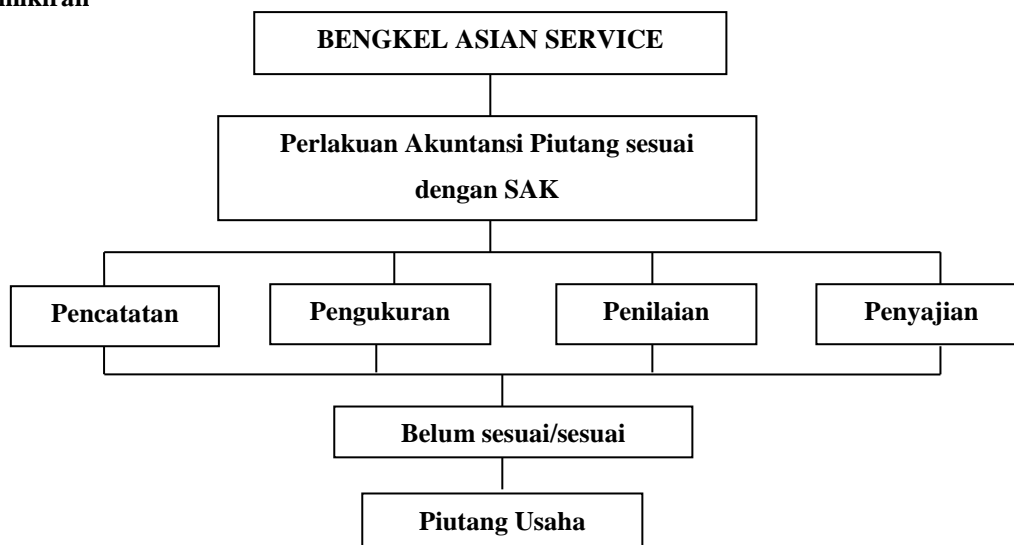 BENGKEL ASIAN SERVICE
Perlakuan Akuntansi Piutang sesuai
dengan SAK
Pencatatan
Pengukuran
Penilaian
Penyajian
Belum sesuai/sesuai
Piutang Usaha